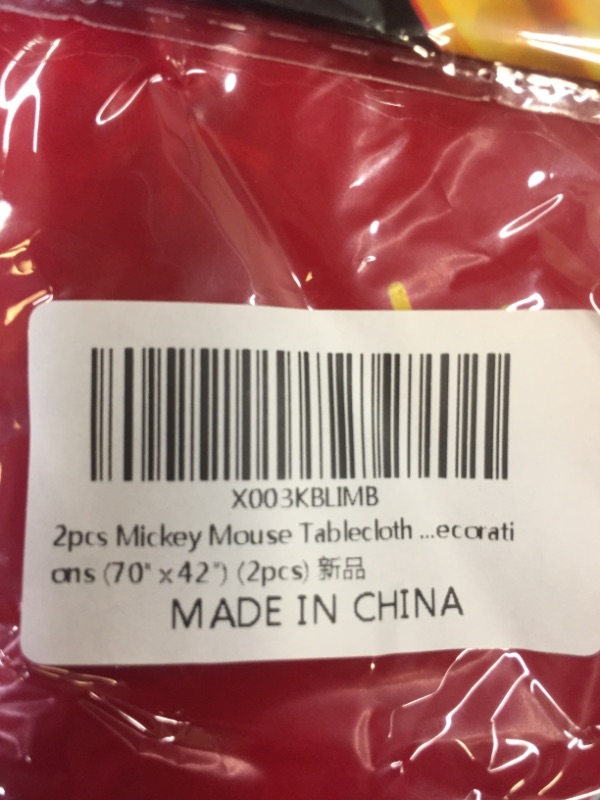 X003KBLIMB
2pcs Mickey Mouse Tablecloth ...ecorati
ons (70" x 42") (2pcs) 新品
MADE IN CHINA